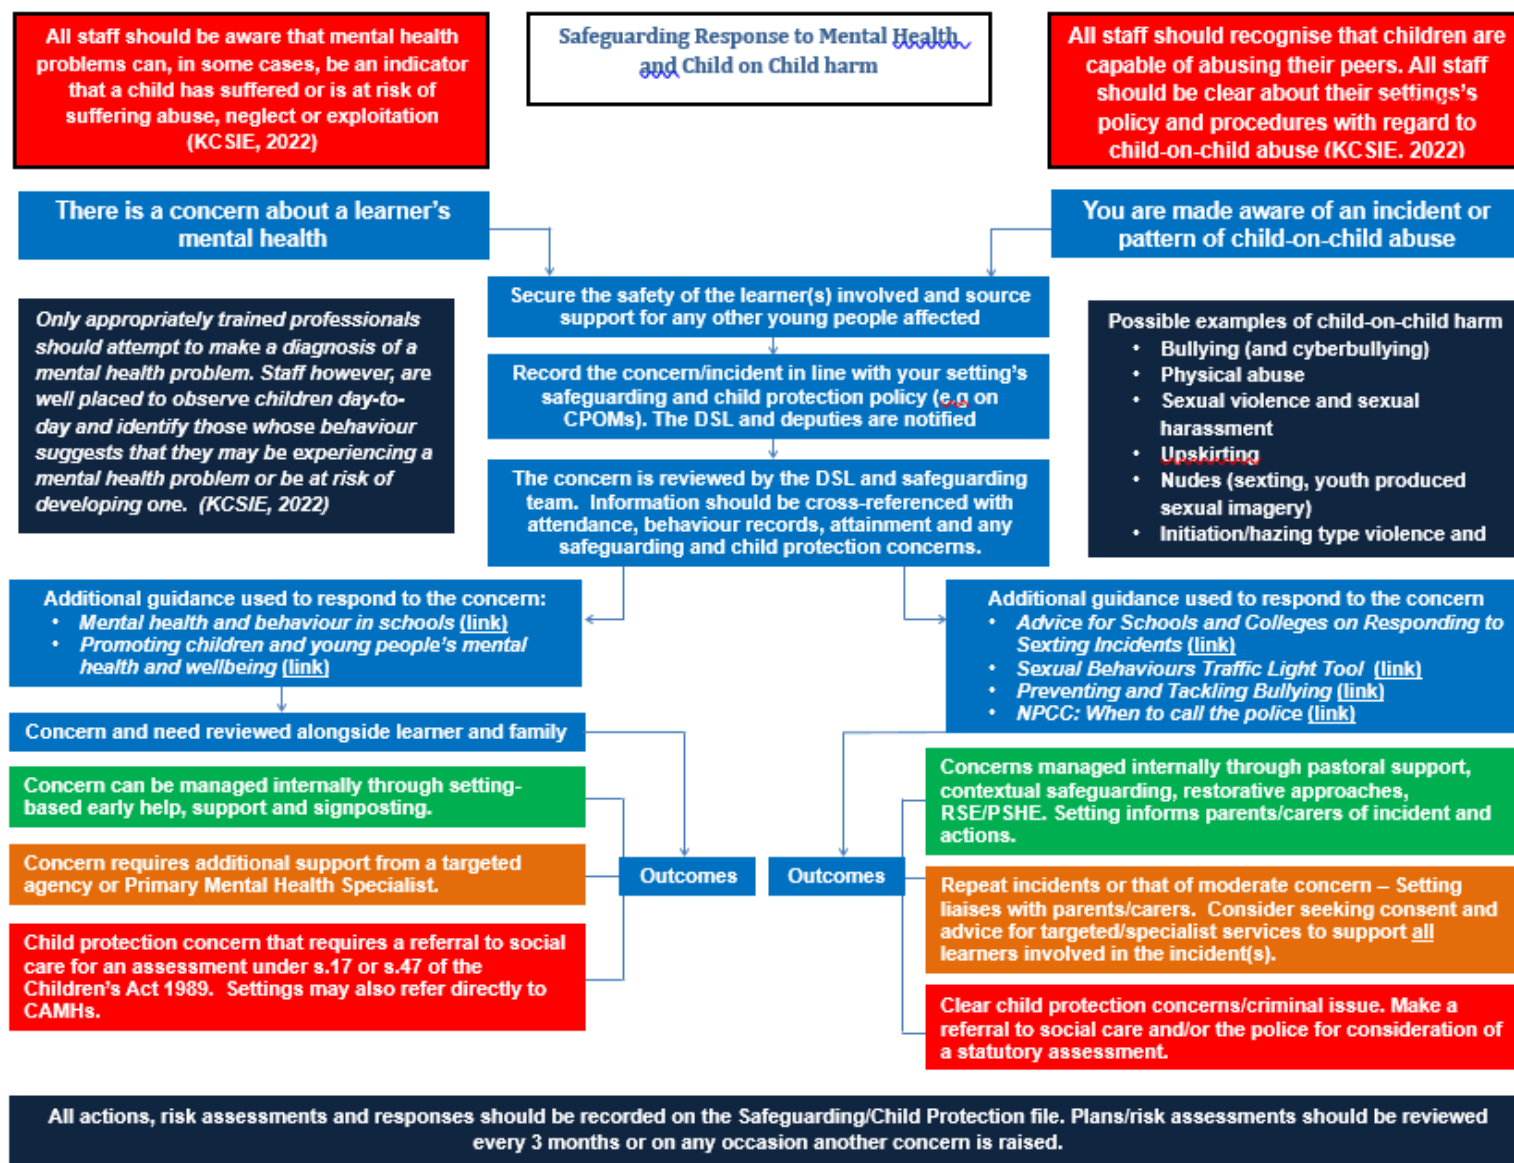 All staff should be aware that mental health
problems can, in some cases, be an indicator
that a child has suffered or is at risk of
suffering abuse, neglect or exploitation
(KCSIE, 2022)
Safeguarding Response to Mental Health
and Child on Child harm
All staff should recognise that children are
capable of abusing their peers. All staff
should be clear about their settings's
policy and procedures with regard to
child-on-child abuse (KCSIE. 2022)
There is a concern about a learner's
mental health
You are made aware of an incident or
pattern of child-on-child abuse
Secure the safety of the learner(s) involved and source
support for any other young people affected
Only appropriately trained professionals
should attempt to make a diagnosis of a
mental health problem. Staff however, are
well placed to observe children day-to-
day and identify those whose behaviour
suggests that they may be experiencing a
mental health problem or be at risk of
developing one. (KCSIE, 2022)
Record the concern/incident in line with your setting's
safeguarding and child protection policy (e.g on
CPOMs). The DSL and deputies are notified
Possible examples of child-on-child harm
• Bullying (and cyberbullying)
• Physical abuse
• Sexual violence and sexual
harassment
• Upskirting
• Nudes (sexting, youth produced
sexual imagery)
• Initiation/hazing type violence and
The concern is reviewed by the DSL and safeguarding
team. Information should be cross-referenced with
attendance, behaviour records, attainment and any
safeguarding and child protection concerns.
Additional guidance used to respond to the concern:
• Mental health and behaviour in schools (link)
• Promoting children and young people's mental
health and wellbeing (link)
Additional guidance used to respond to the concern
• Advice for Schools and Colleges on Responding to
Sexting Incidents (link)
• Sexual Behaviours Traffic Light Tool (link)
• Preventing and Tackling Bullying (link)
• NPCC: When to call the police (link)
Concern and need reviewed alongside learner and family
Concern can be managed internally through setting-
based early help, support and signposting.
Concern requires additional support from a targeted
agency or Primary Mental Health Specialist.
Child protection concern that requires a referral to social
care for an assessment under s.17 or s.47 of the
Children's Act 1989. Settings may also refer directly to
CAMHs.
Outcomes
Outcomes
Concerns managed internally through pastoral support,
contextual safeguarding, restorative approaches,
RSE/PSHE. Setting informs parents/carers of incident and
actions.
Repeat incidents or that of moderate concern – Setting
liaises with parents/carers. Consider seeking consent and
advice for targeted/specialist services to support all
learners involved in the incident(s).
Clear child protection concerns/criminal issue. Make a
referral to social care and/or the police for consideration of
a statutory assessment.
All actions, risk assessments and responses should be recorded on the Safeguarding/Child Protection file. Plans/risk assessments should be reviewed
every 3 months or on any occasion another concern is raised.